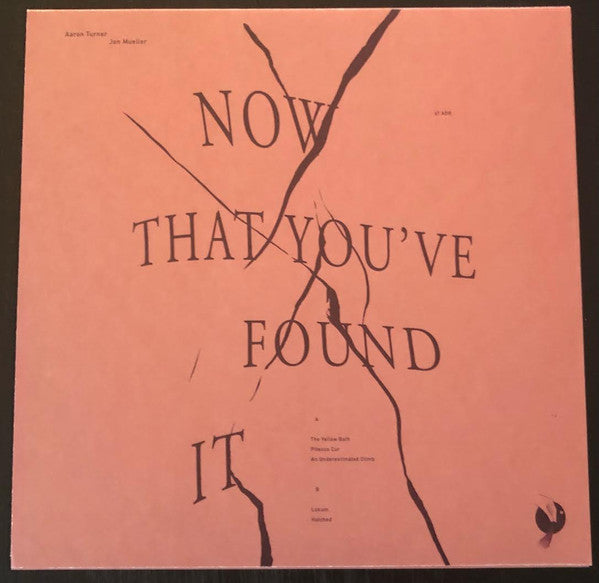 Aaron Turner
Jon Mueller
NOW
THAT YOU'VE
FOUND
IT
A
The Yellow Bath
Piteous Cur
An Underestimated Climb
B
Lokum
Hatched